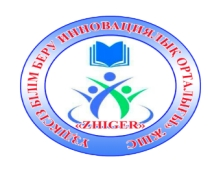 ҮЗДІКСІЗ БІЛІМ БЕРУ ИННОВАЦИЯЛЫҚ ОРТАЛЫҒЫ» ЖШС
«ZHIGER»